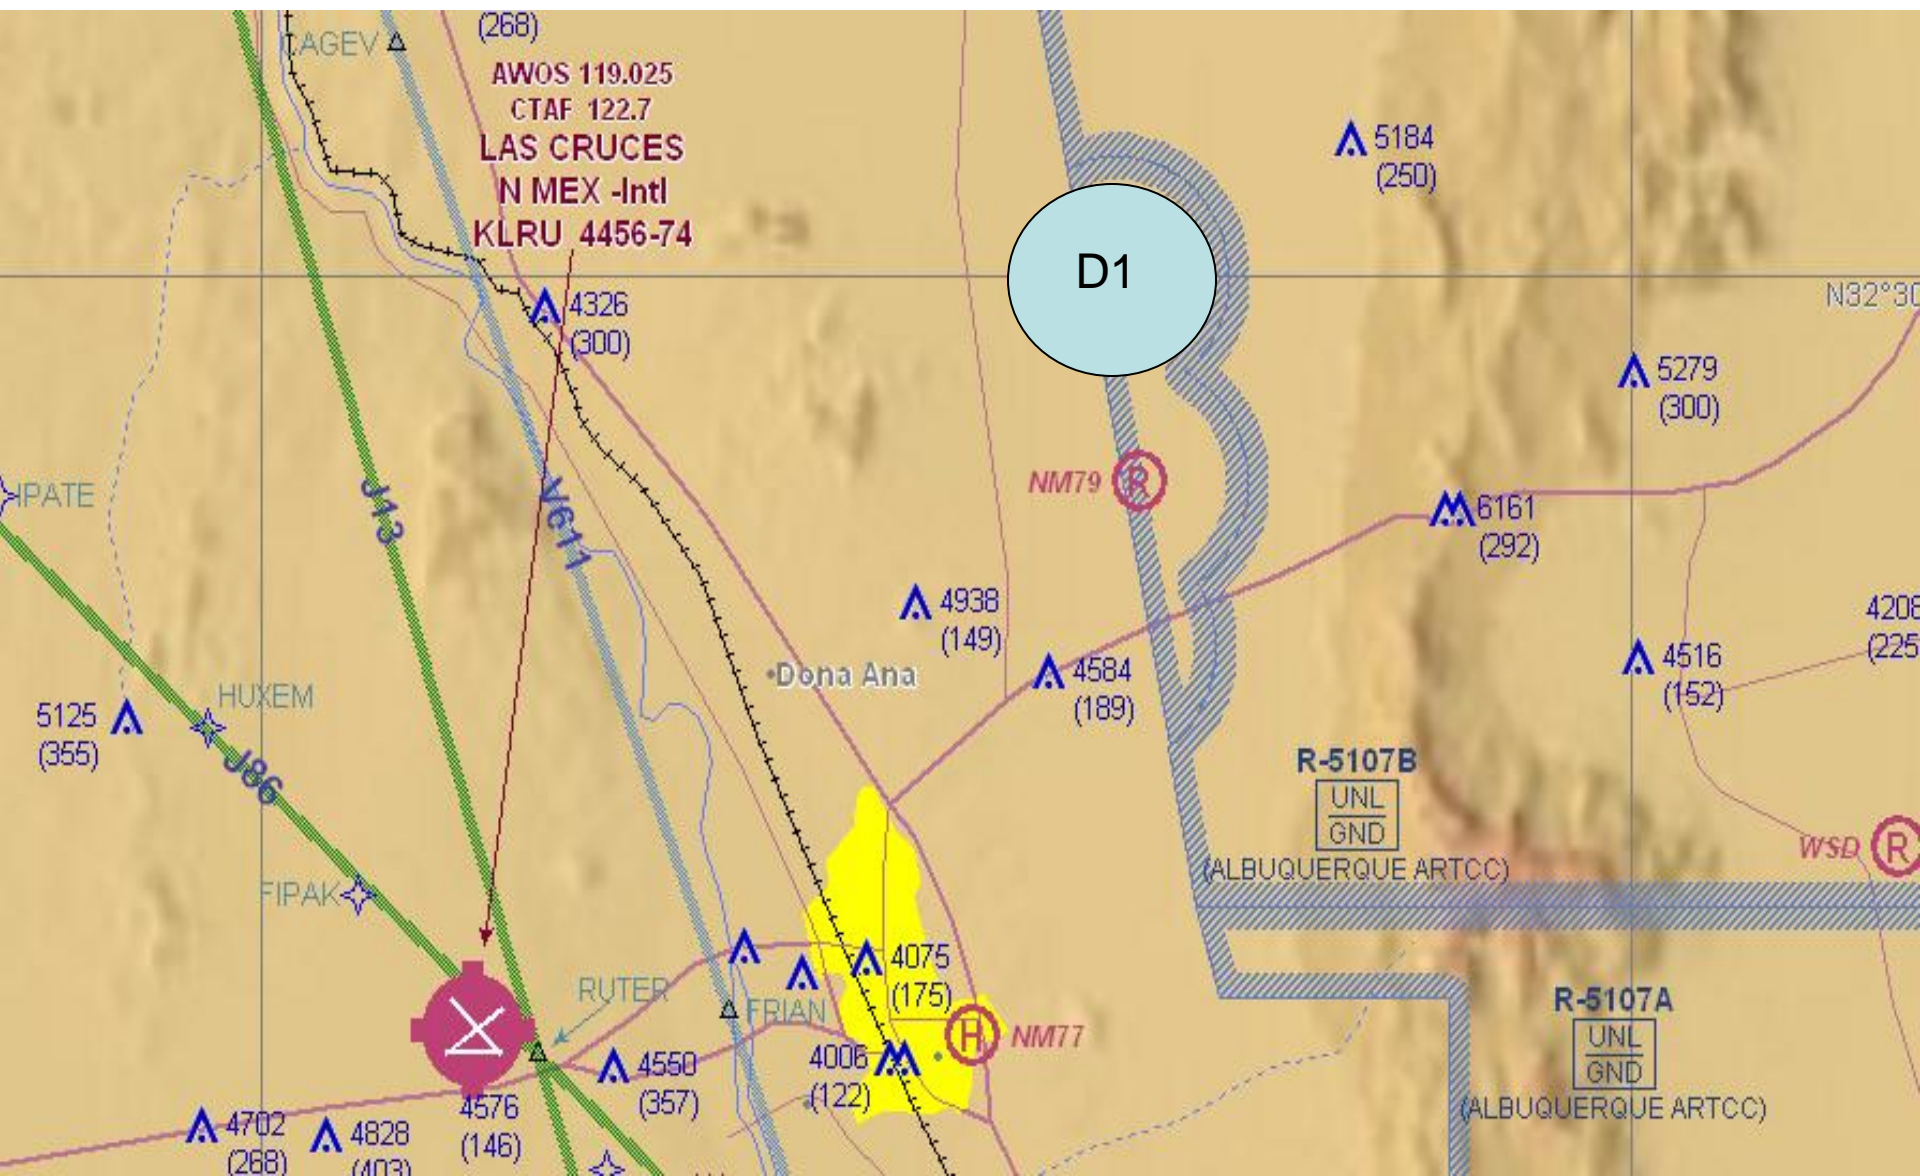 (268)
CAGEV
AWOS 119.025
CTAF 122.7
LAS CRUCES
N MEX -Intl
KLRU 4456-74
5184
(250)
D1
N32°30
4326
(300)
5279
(300)
IPATE
J13
V611
NM79
R
6161
(292)
4938
(149)
4208
(225
Dona Ana
4584
(189)
4516
(152)
HUXEM
5125
(355)
J86
R-5107B
UNL
GND
(ALBUQUERQUE ARTCC)
WSD
R
FIPAK
4075
(175)
RUTER
FRIAN
H
NM77
R-5107A
UNL
GND
(ALBUQUERQUE ARTCC)
4550
(357)
4006
(122)
4576
(146)
4702
(268)
4828
(403)